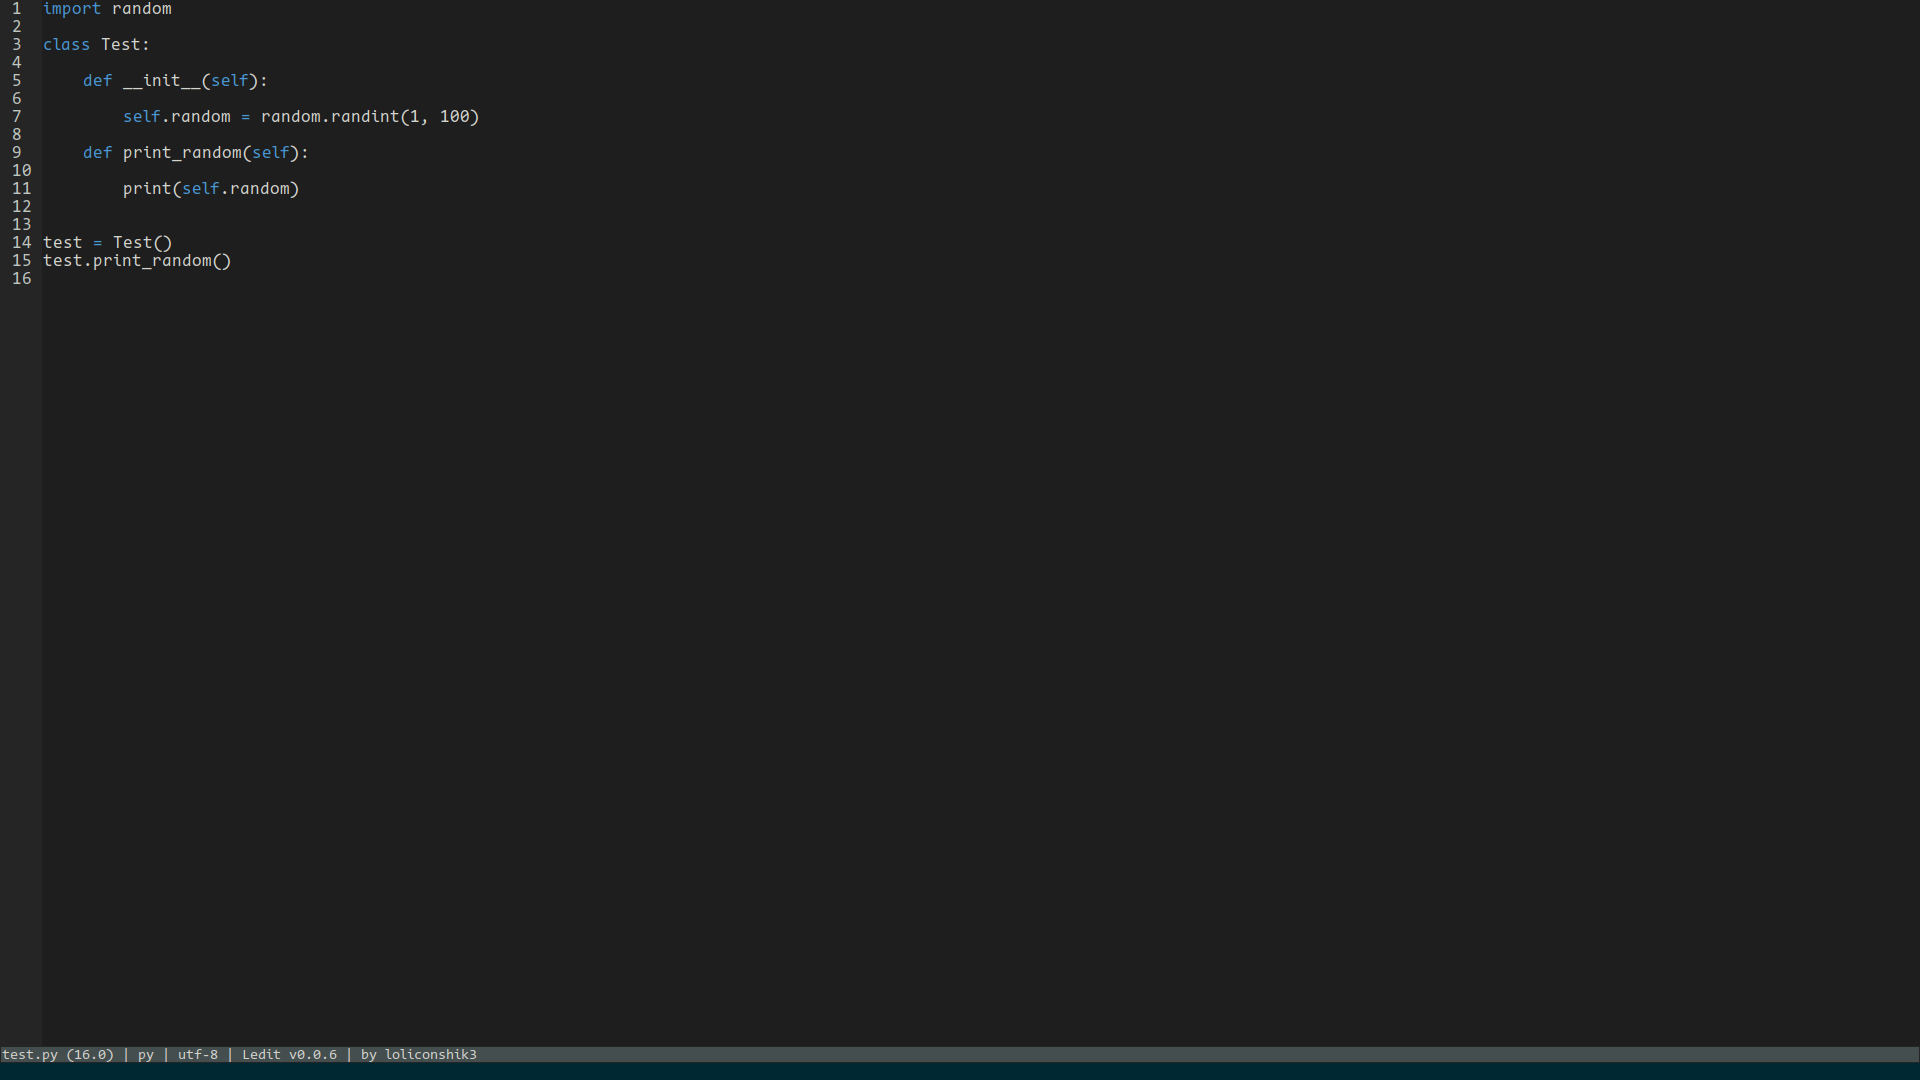 1 import random
2
3 class Test:
4
5     def __init__(self):
6
7         self.random = random.randint(1, 100)
8
9     def print_random(self):
10
11         print(self.random)
12
13
14 test = Test()
15 test.print_random()
16
test.py (16.0) | py | utf-8 | Ledit v0.0.6 | by loliconshik3